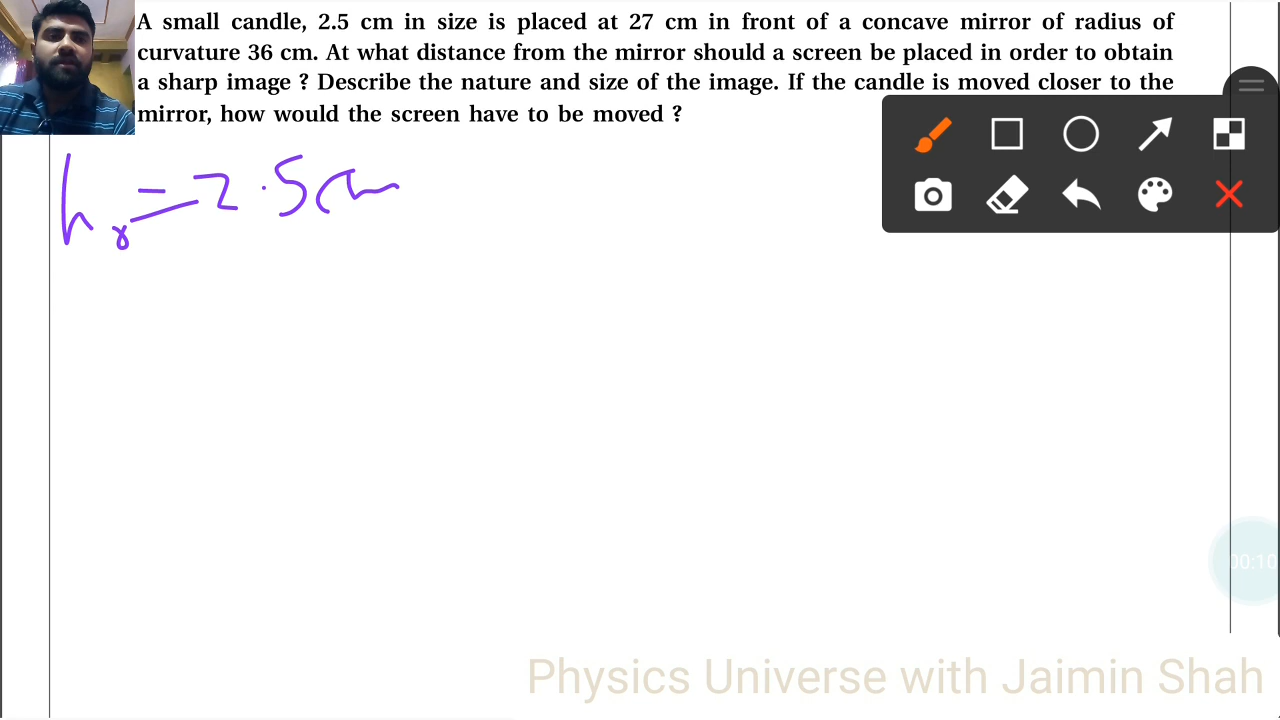 A small candle, 2.5 cm in size is placed at 27 cm in front of a concave mirror of radius of
curvature 36 cm. At what distance from the mirror should a screen be placed in order to obtain
a sharp image ? Describe the nature and size of the image. If the candle is moved closer to the
mirror, how would the screen have to be moved ?
h = 2.5cm
00:10
Physics Universe with Jaimin Shah